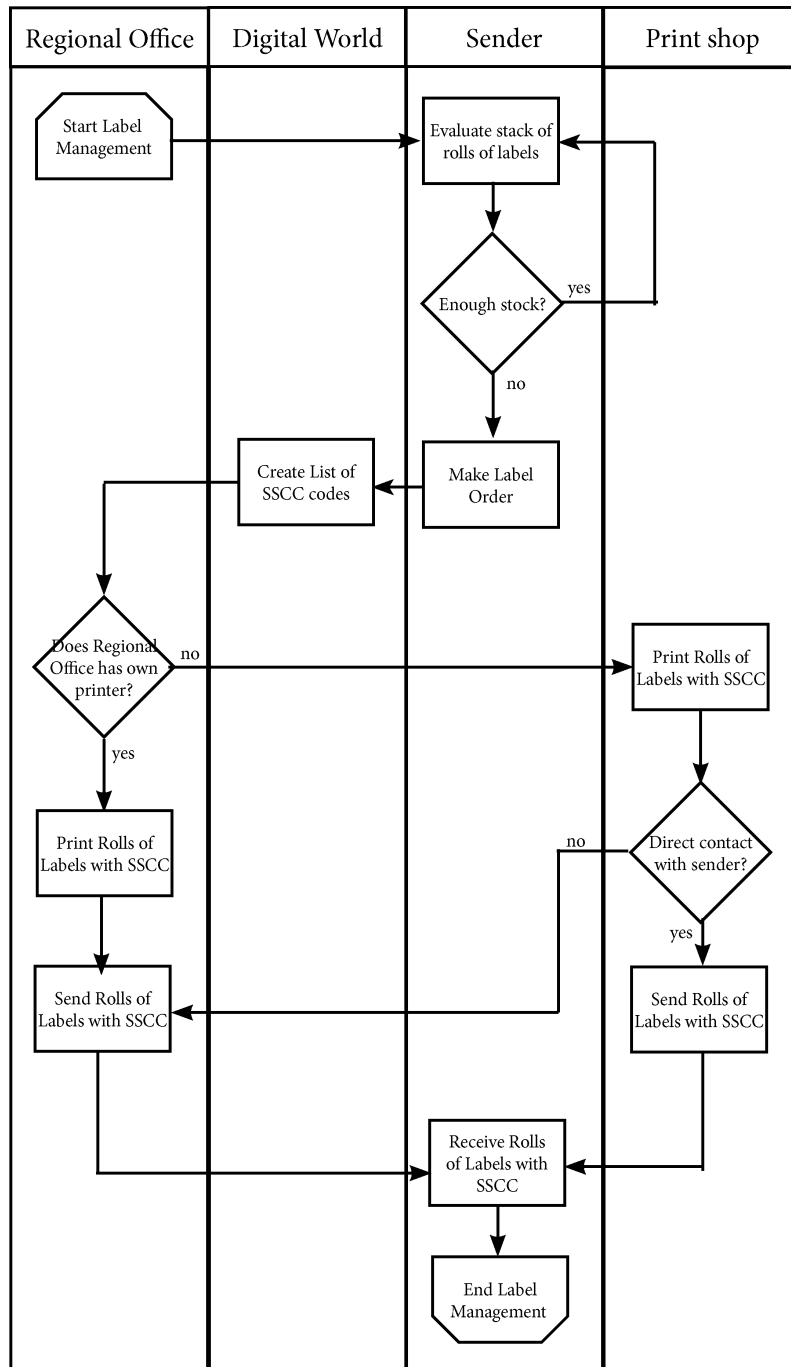 Regional Office
Digital World
Sender
Print shop
Start Label
Management
Evaluate stack of
rolls of labels
Enough stock?
yes
no
Create List of
SSCC codes
Make Label
Order
Does Regional
Office has own
printer?
no
yes
Print Rolls of
Labels with SSCC
Print Rolls of
Labels with SSCC
Direct contact
with sender?
no
yes
Send Rolls of
Labels with SSCC
Send Rolls of
Labels with SSCC
Receive Rolls
of Labels with
SSCC
End Label
Management